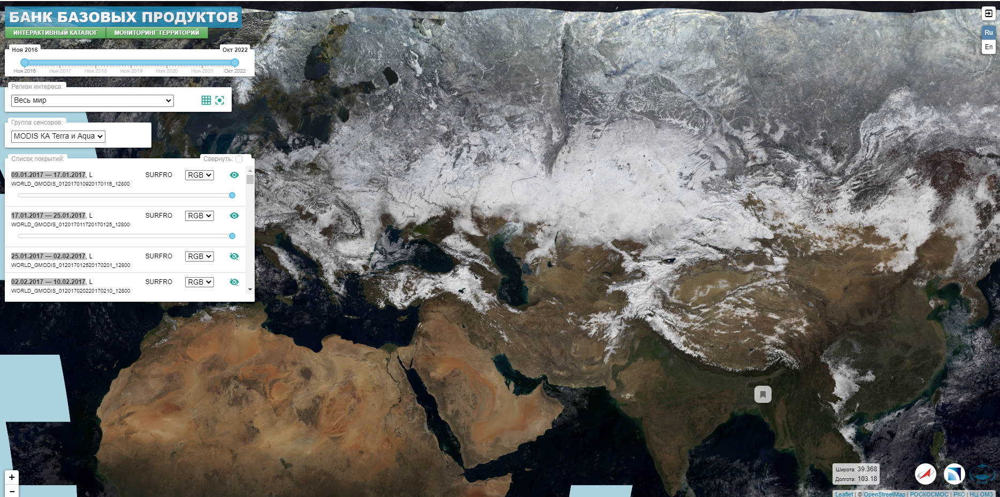 БАНК БАЗОВЫХ ПРОДУКТОВ
ИНТЕРАКТИВНЫЙ КАТАЛОГ
МОНИТОРИНГ ТЕРРИТОРИЙ
Ноя 2016
Окт 2022
Ноя 2016 Ноя 2017 Ноя 2018 Ноя 2019 Ноя 2020 Ноя 2021 Окт 2022
Регион интереса:
Весь мир
Группа сенсоров:
MODIS КА Terra и Aqua
Список покрытий:
Свернуть:
09.01.2017 — 17.01.2017, L SURFRO RGB
WORLD_GMODIS_012017010920170116_12800
17.01.2017 — 25.01.2017, L SURFRO RGB
WORLD_GMODIS_012017011720170125_12800
25.01.2017 — 02.02.2017, L SURFRO RGB
WORLD_GMODIS_012017012520170201_12800
02.02.2017 — 10.02.2017, L SURFRO RGB
WORLD_GMODIS_012017020220170210_12800
+
−
Ru
En
Широта: 39.368
Долгота: 103.18
Leaflet | © OpenStreetMap | РОСКОСМОС | РКС | НЦ ОМЗ